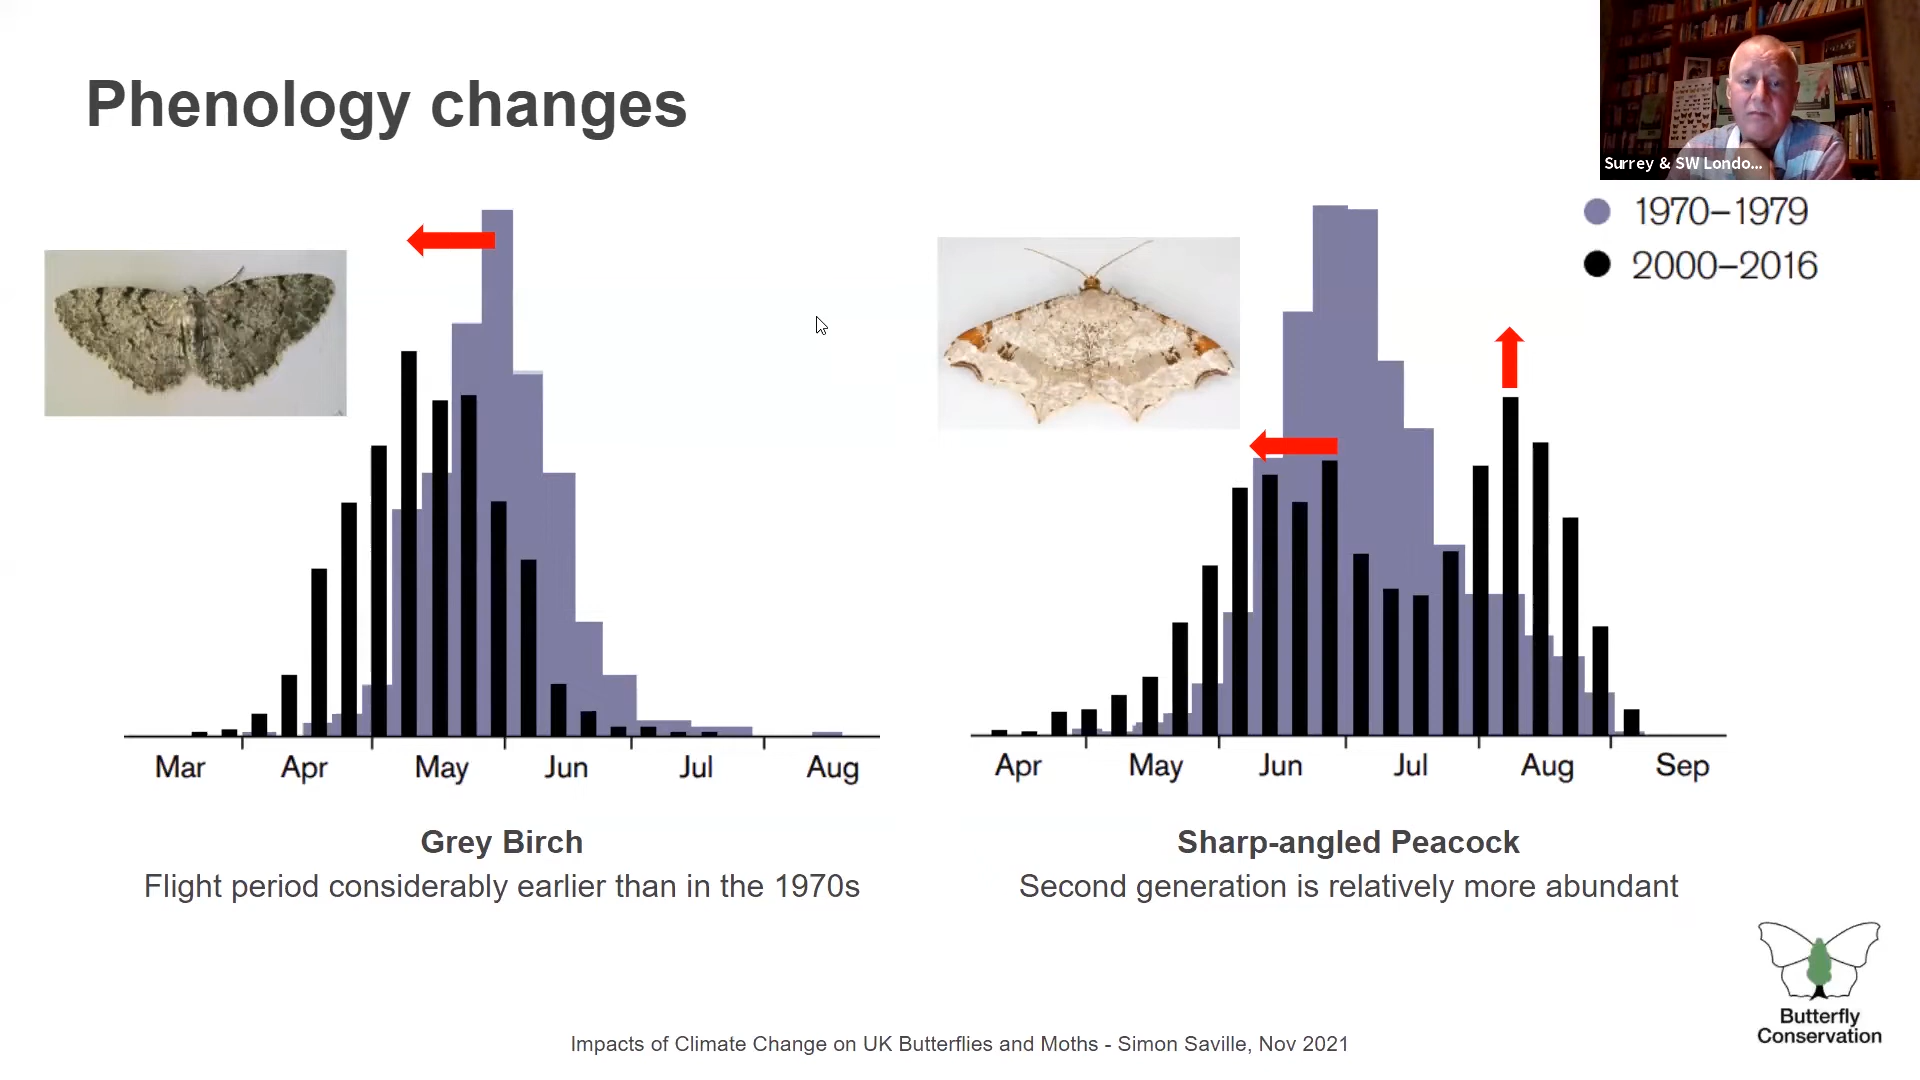 Phenology changes
Surrey & SW Londo...
1970–1979
2000–2016
Mar Apr May Jun Jul Aug
Apr May Jun Jul Aug Sep
Grey Birch
Flight period considerably earlier than in the 1970s
Sharp-angled Peacock
Second generation is relatively more abundant
Butterfly
Conservation
Impacts of Climate Change on UK Butterflies and Moths - Simon Saville, Nov 2021